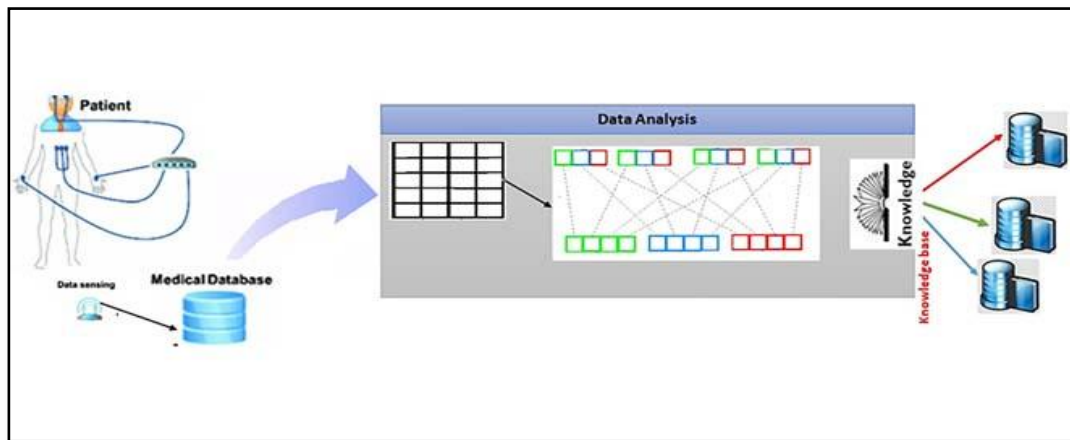 Patient
Data sensing
Medical Database
Data Analysis
Knowledge
Knowledge base